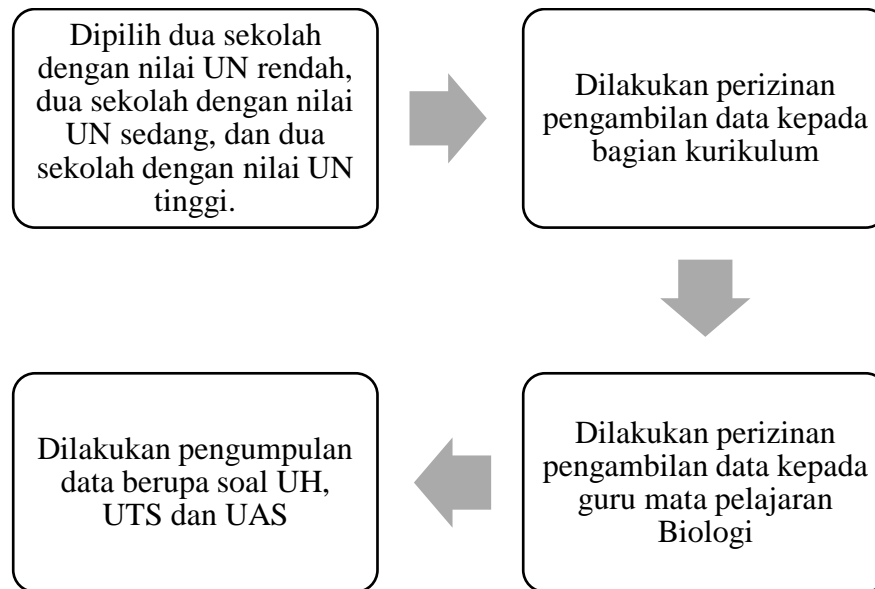 Dipilih dua sekolah
dengan nilai UN rendah,
dua sekolah dengan nilai
UN sedang, dan dua
sekolah dengan nilai UN
tinggi.
Dilakukan perizinan
pengambilan data kepada
bagian kurikulum
Dilakukan perizinan
pengambilan data kepada
guru mata pelajaran
Biologi
Dilakukan pengumpulan
data berupa soal UH,
UTS dan UAS